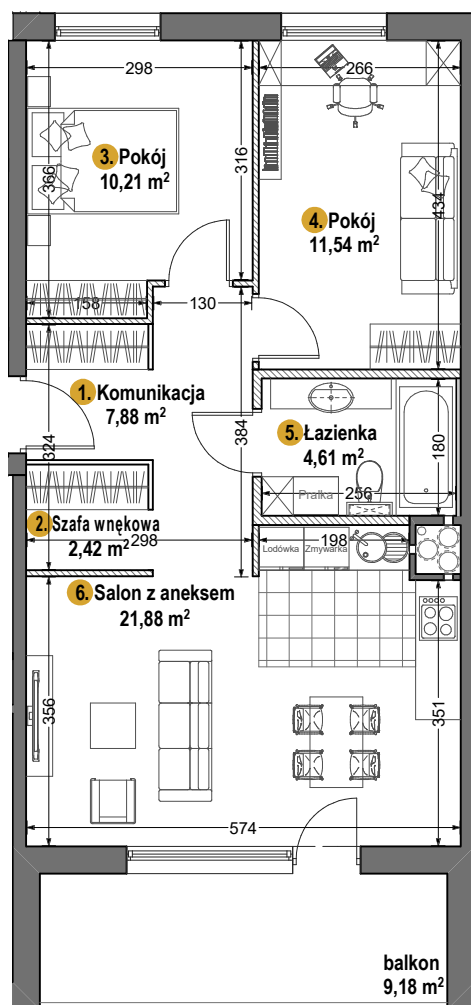 298
266
3. Pokój
10,21 m²
366
316
4. Pokój
11,54 m²
434
158
130
1. Komunikacja
7,88 m²
324
384
5. Łazienka
4,61 m²
180
Pralka
256
2. Szafa wnękowa
2,42 m²
298
Lodówka
Zmywarka
198
6. Salon z aneksem
21,88 m²
356
351
574
balkon
9,18 m²